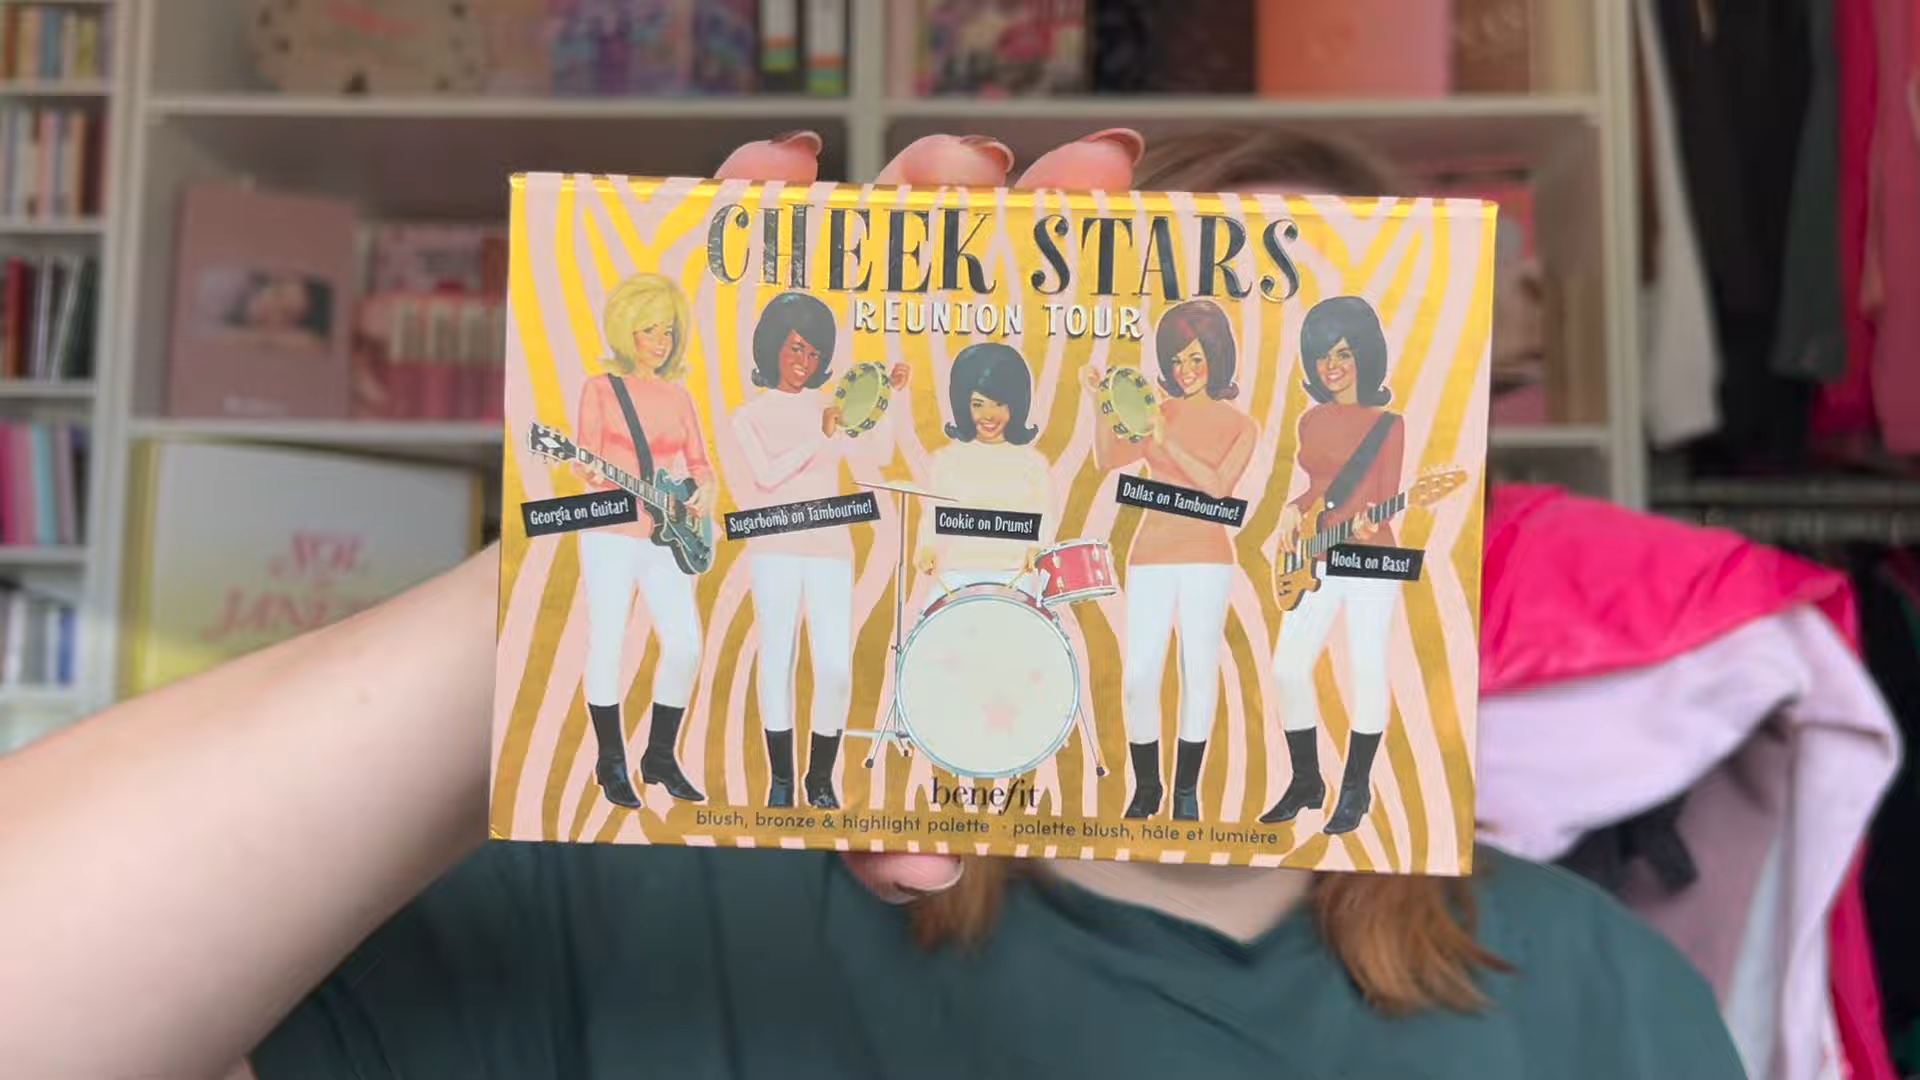 CHEEK STARS
REUNION TOUR
Georgia on Guitar!
Sugarbomb on Tambourine!
Cookie on Drums!
Dallas on Tambourine!
Hoola on Bass!
benefit
blush, bronze & highlight palette · palette blush, hâle et lumière
SOL